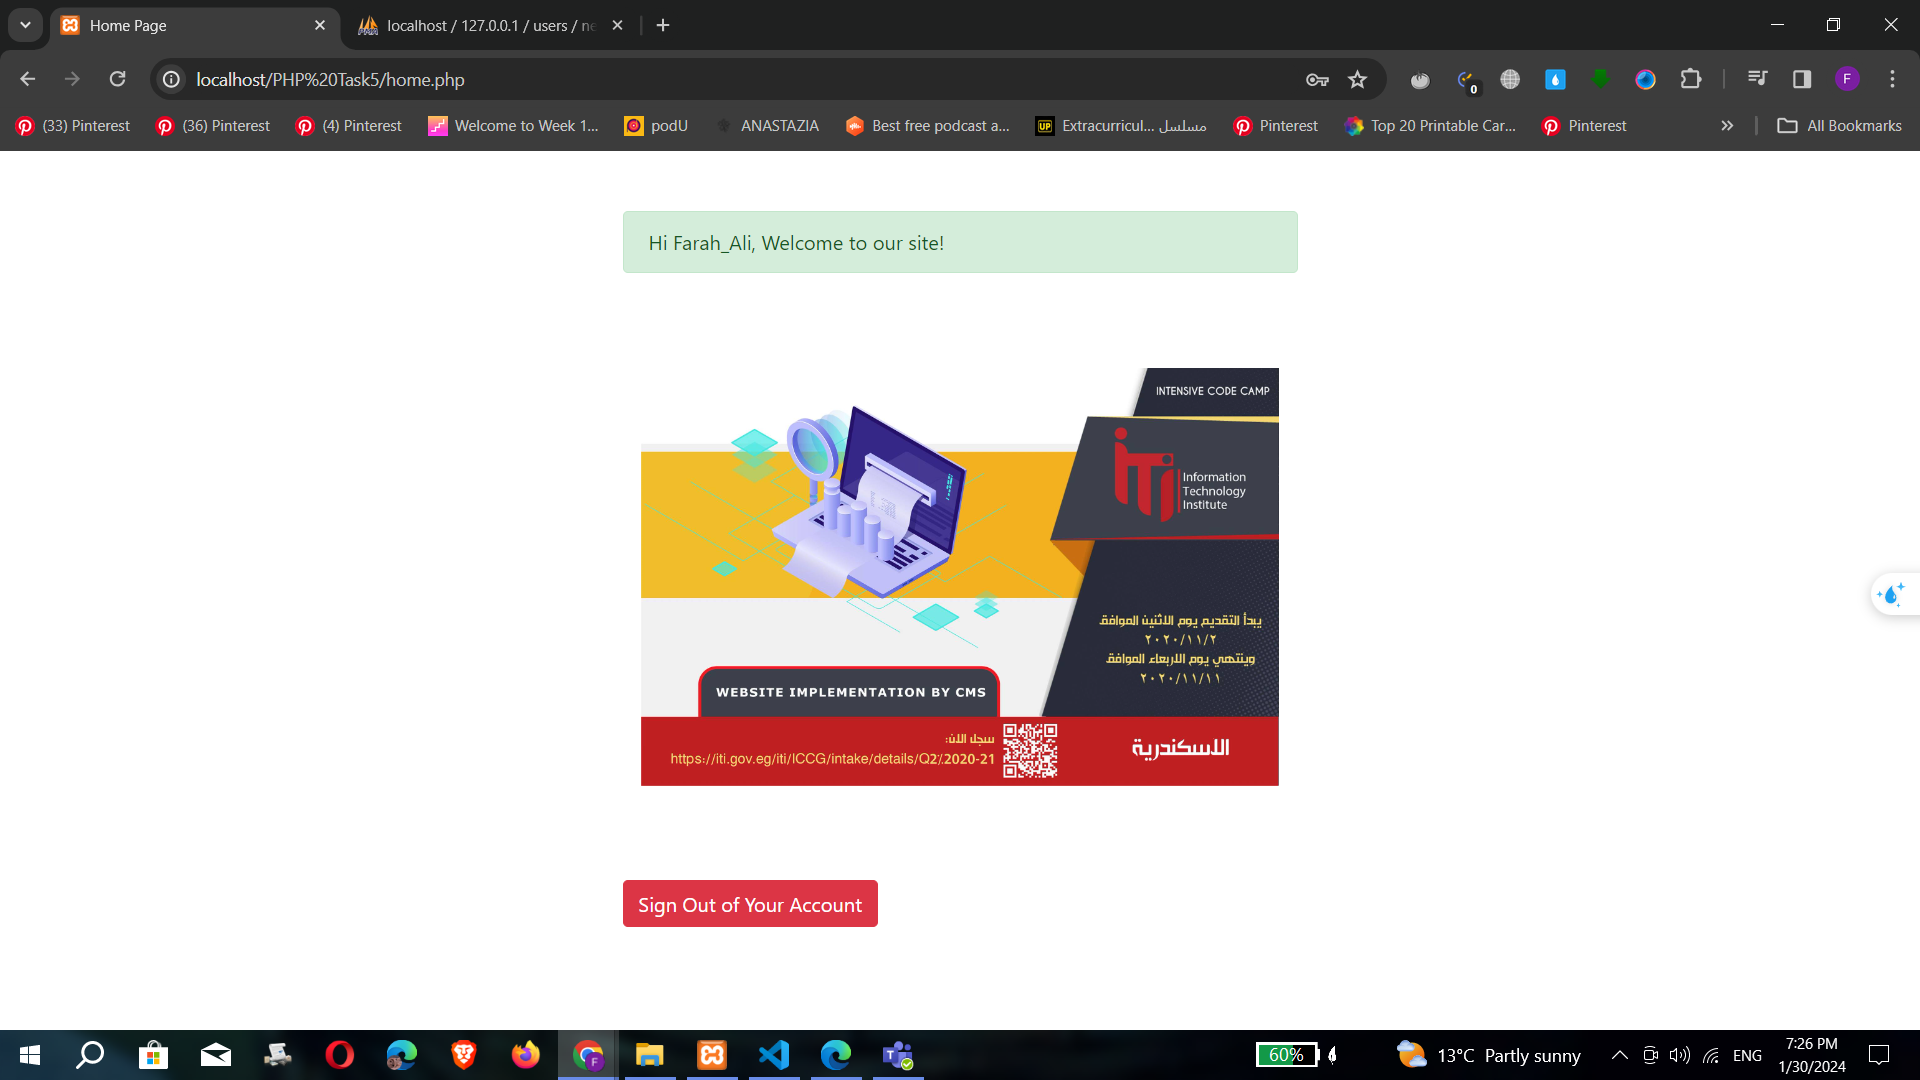 Home Page
localhost / 127.0.0.1 / users / ne
localhost/PHP%20Task5/home.php
0
F
(33) Pinterest
(36) Pinterest
(4) Pinterest
Welcome to Week 1...
podU
ANASTAZIA
Best free podcast a...
UP
Extracurricul... مسلسل
Pinterest
Top 20 Printable Car...
Pinterest
All Bookmarks
Hi Farah_Ali, Welcome to our site!
INTENSIVE CODE CAMP
iTi
Information
Technology
Institute
يبدأ التقديم يوم الاثنين الموافق
٢٠٢٠/١١/٢
وينتهي يوم الاربعاء الموافق
٢٠٢٠/١١/١١
WEBSITE IMPLEMENTATION BY CMS
سجل الآن:
https://iti.gov.eg/iti/ICCG/intake/details/Q2٪2020-21
الاسكندرية
Sign Out of Your Account
60%
13°C Partly sunny
ENG
7:26 PM
1/30/2024